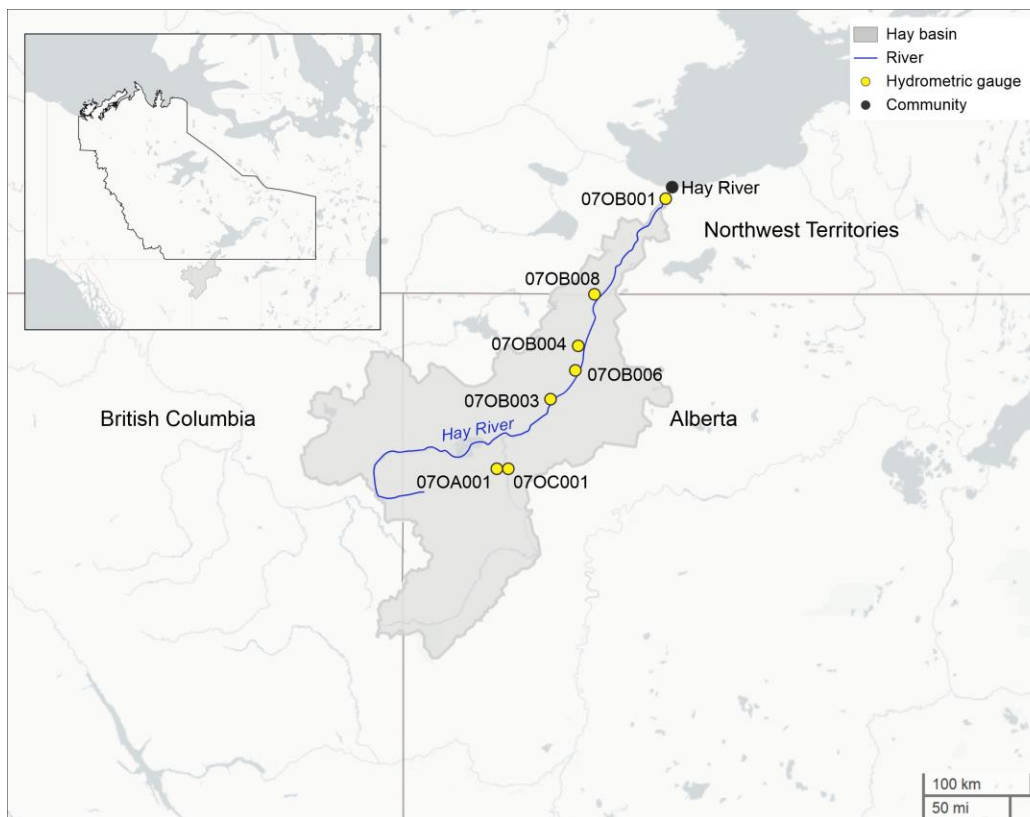 Hay basin
River
Hydrometric gauge
Community
Hay River
07OB001
Northwest Territories
07OB008
07OB004
07OB006
07OB003
British Columbia
Alberta
Hay River
07OA001
07OC001
100 km
50 mi